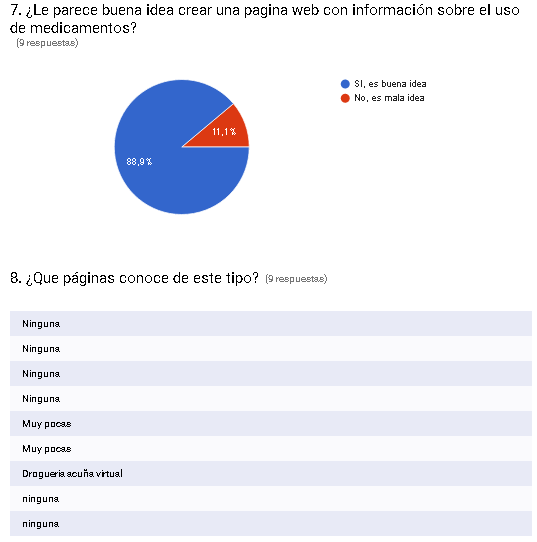 7. ¿Le parece buena idea crear una pagina web con información sobre el uso
de medicamentos?
(9 respuestas)
SI, es buena idea
No, es mala idea
11,1%
88,9%
8. ¿Que páginas conoce de este tipo? (9 respuestas)
Ninguna
Ninguna
Ninguna
Ninguna
Muy pocas
Muy pocas
Drogueria acuña virtual
ninguna
ninguna